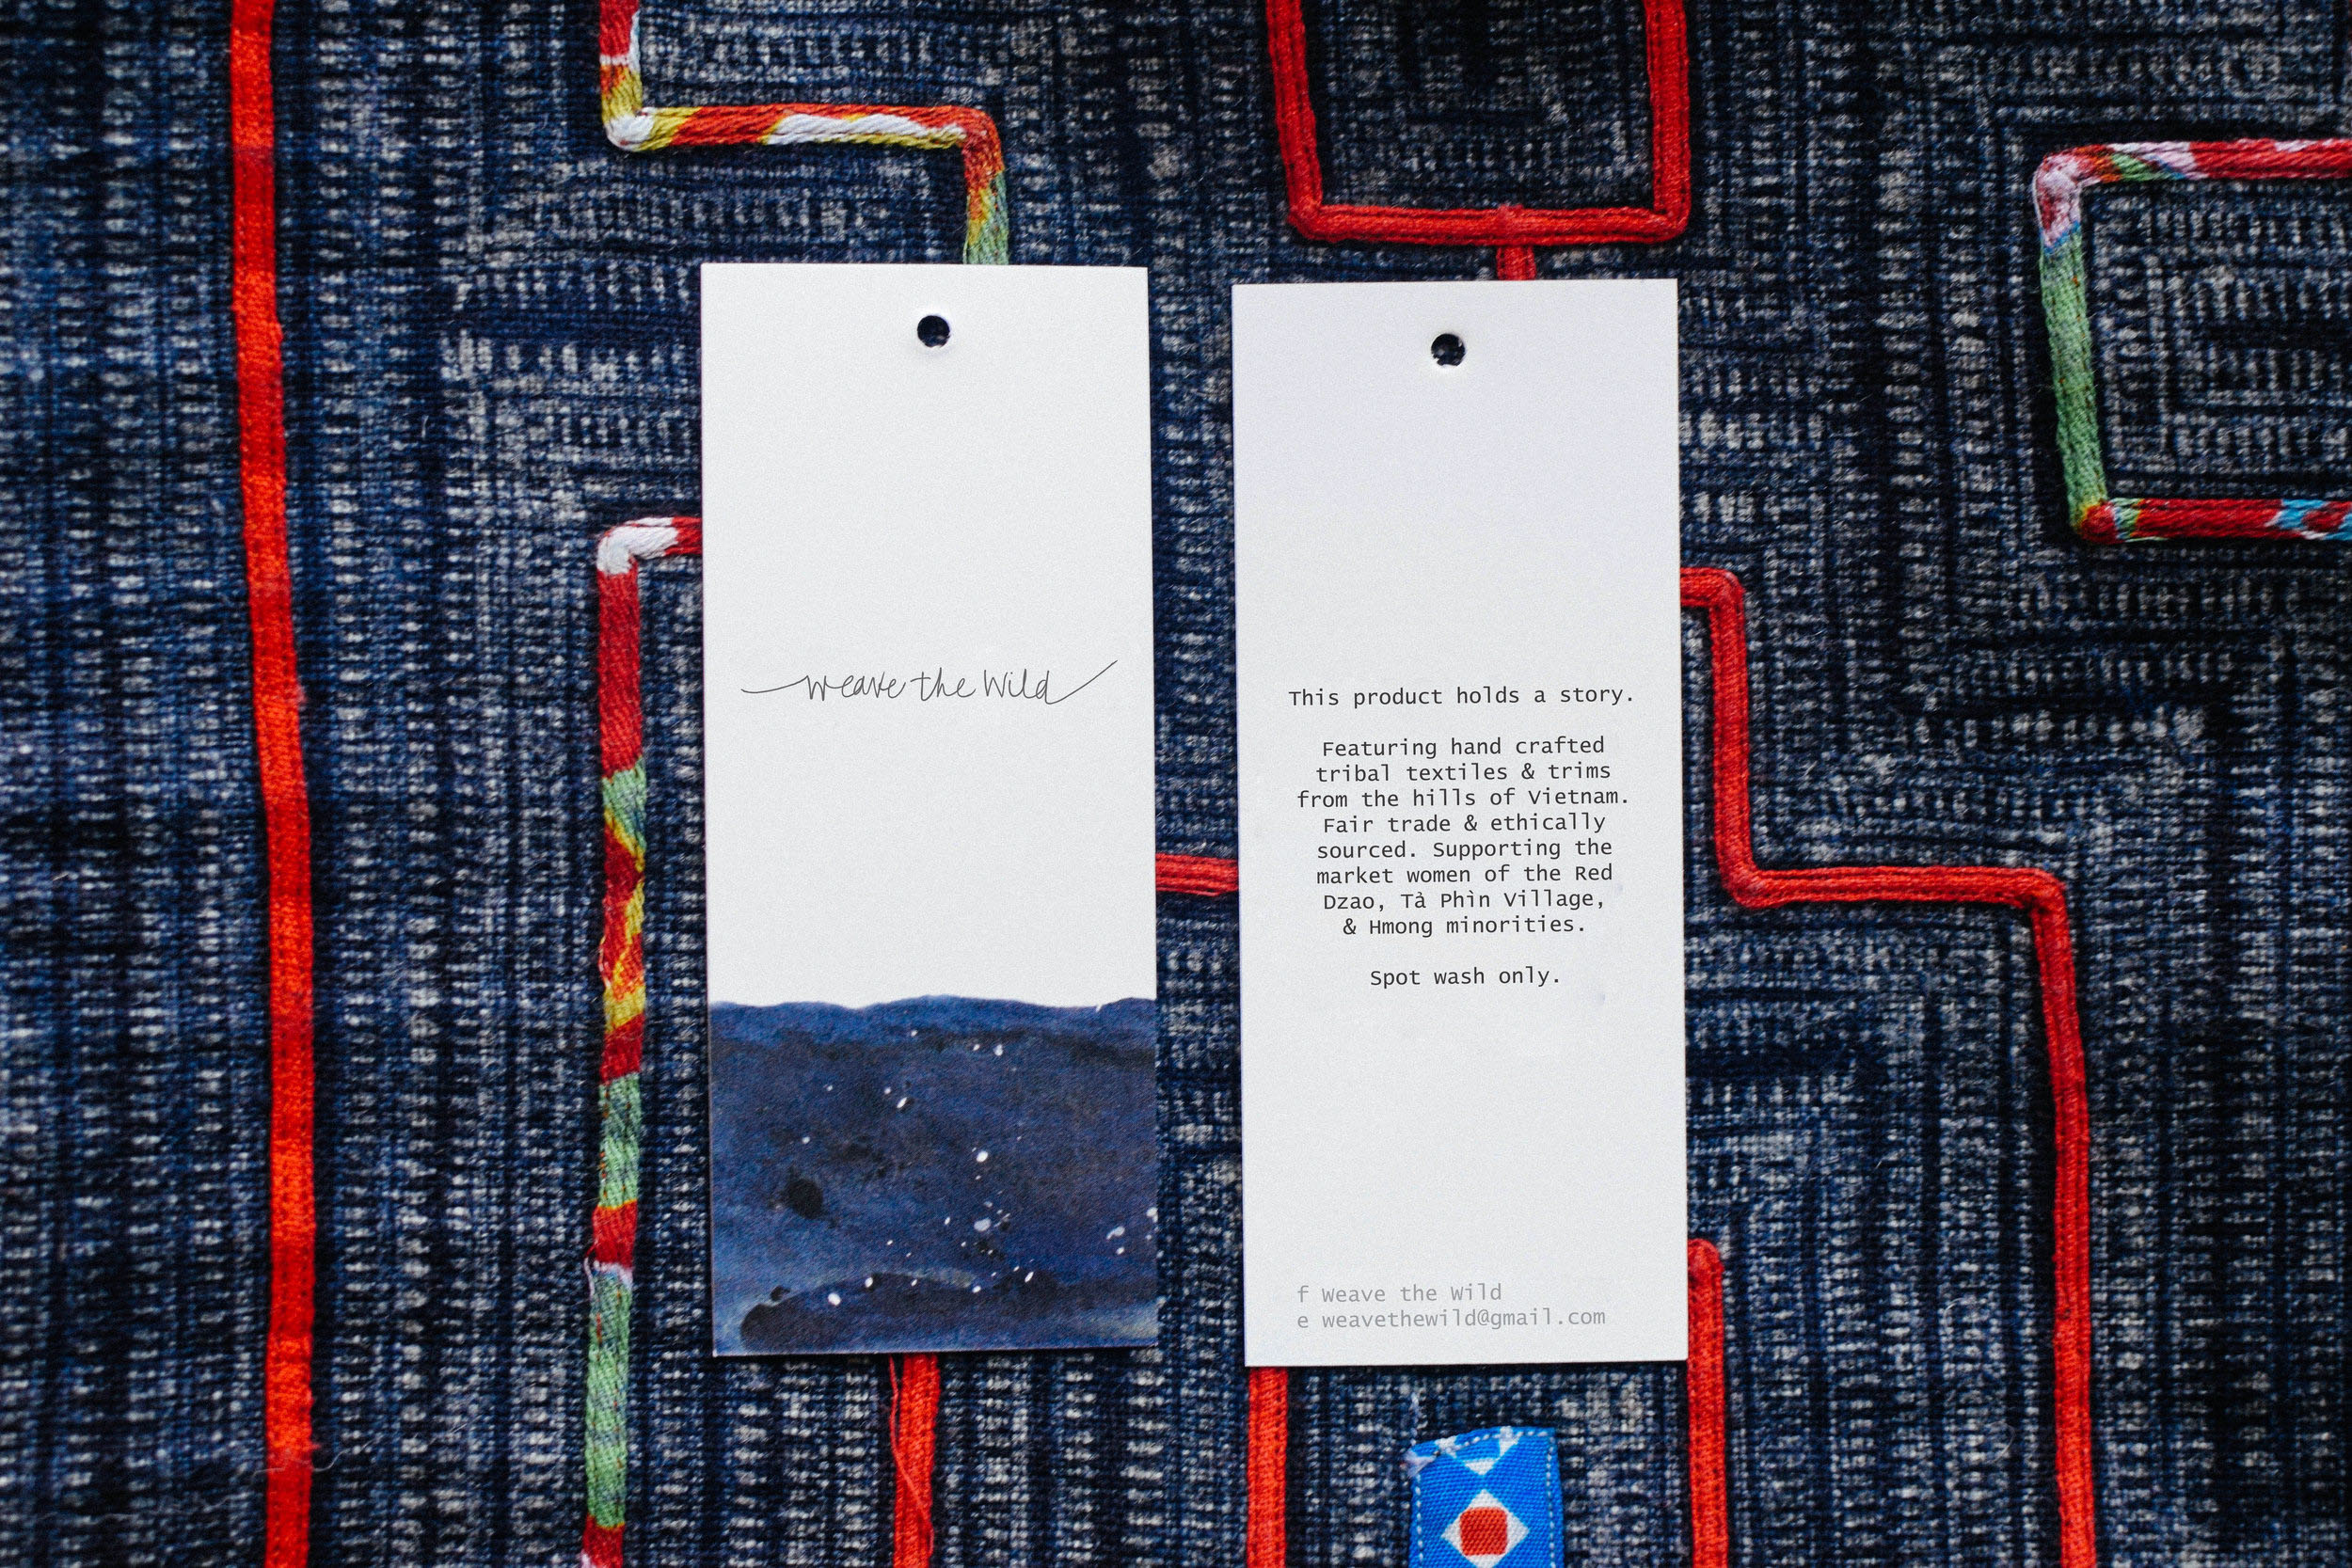 weave the Wild
This product holds a story.
Featuring hand crafted
tribal textiles & trims
from the hills of Vietnam.
Fair trade & ethically
sourced. Supporting the
market women of the Red
Dzao, Tả Phìn Village,
& Hmong minorities.
Spot wash only.
f Weave the Wild
e weavethewild@gmail.com